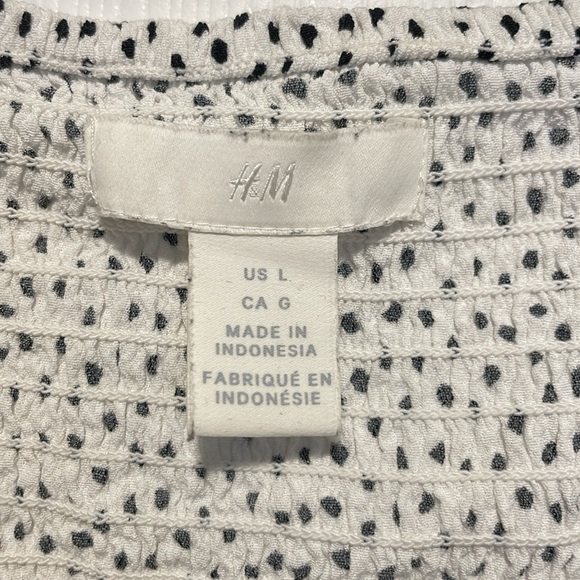 H&M
US L
CA G
MADE IN
INDONESIA
FABRIQUÉ EN
INDONÉSIE